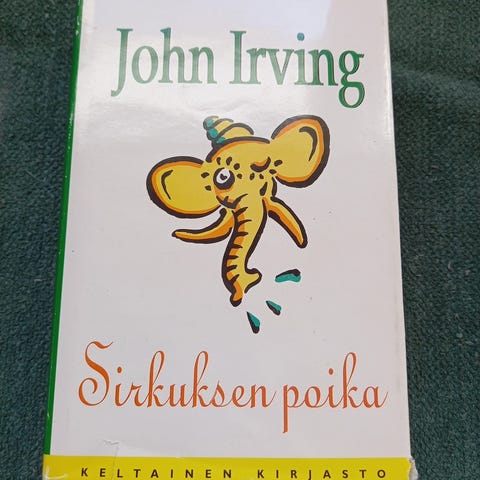 John Irving
Sirkuksen poika
KELTAINEN KIRJASTO